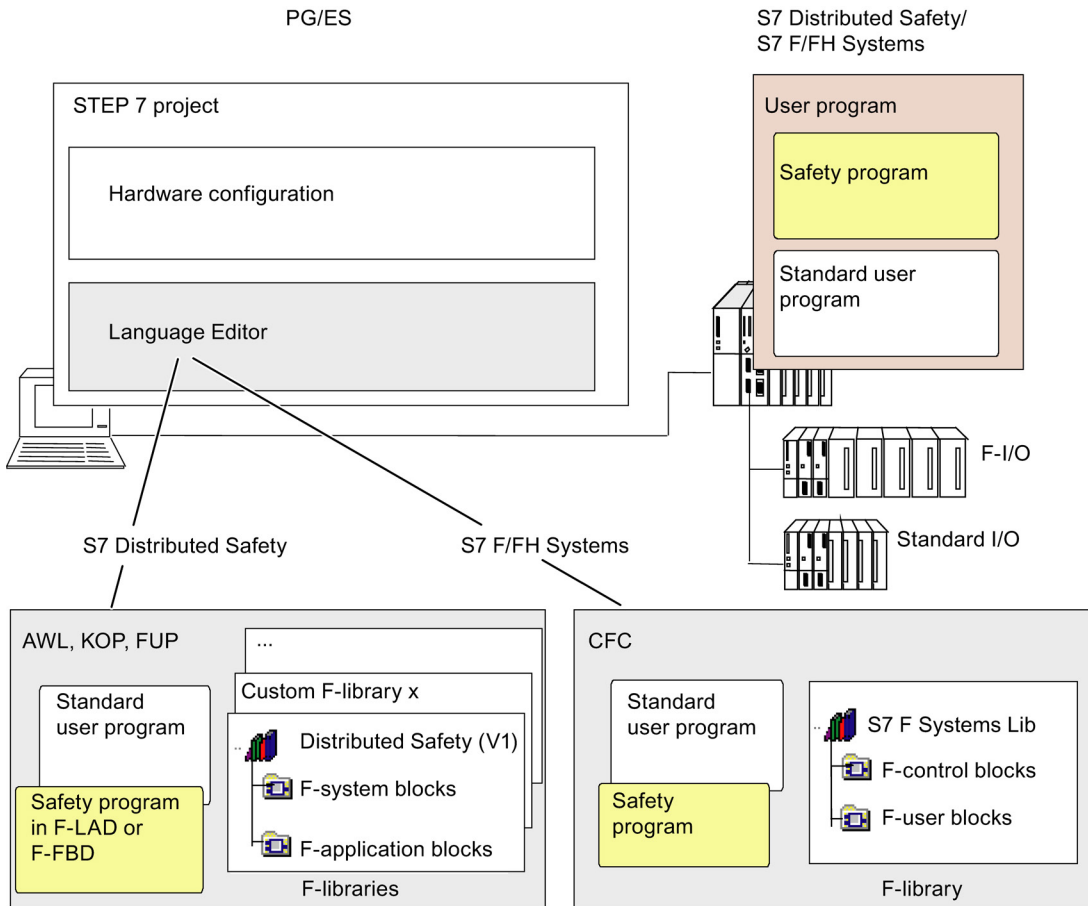 PG/ES
S7 Distributed Safety/
S7 F/FH Systems
STEP 7 project
Hardware configuration
Language Editor
User program
Safety program
Standard user
program
F-I/O
Standard I/O
S7 Distributed Safety
S7 F/FH Systems
AWL, KOP, FUP
Standard
user program
Safety program
in F-LAD or
F-FBD
...
Custom F-library x
Distributed Safety (V1)
F-system blocks
F-application blocks
F-libraries
CFC
Standard
user program
Safety
program
S7 F Systems Lib
F-control blocks
F-user blocks
F-library